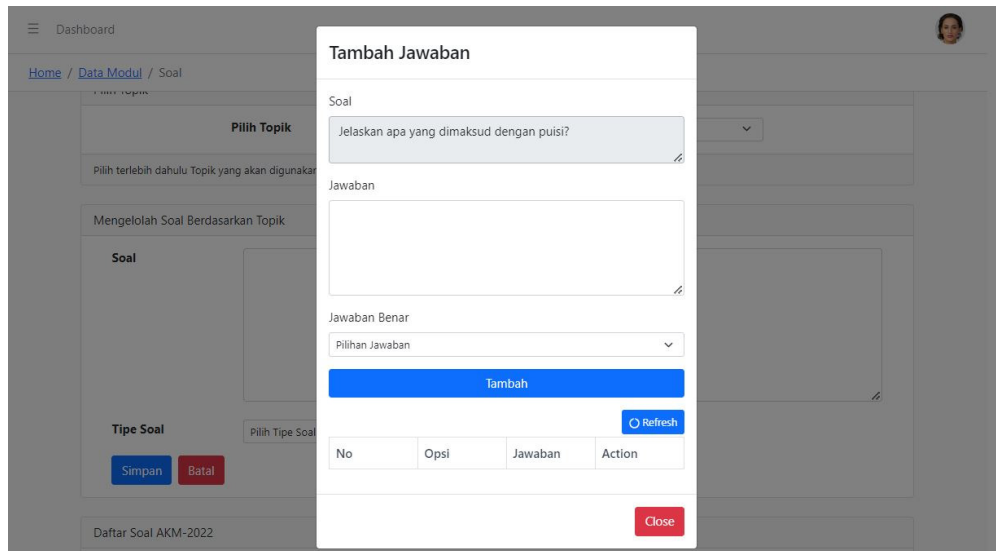 Dashboard
Home / Data Modul / Soal
Pilih Topik
Pilih terlebih dahulu Topik yang akan digunakan
Mengelolah Soal Berdasarkan Topik
Soal
Tipe Soal
Pilih Tipe Soal
Simpan
Batal
Daftar Soal AKM-2022
Tambah Jawaban
Soal
Jelaskan apa yang dimaksud dengan puisi?
Jawaban
Jawaban Benar
Pilihan Jawaban
Tambah
Refresh
No Opsi Jawaban Action
Close